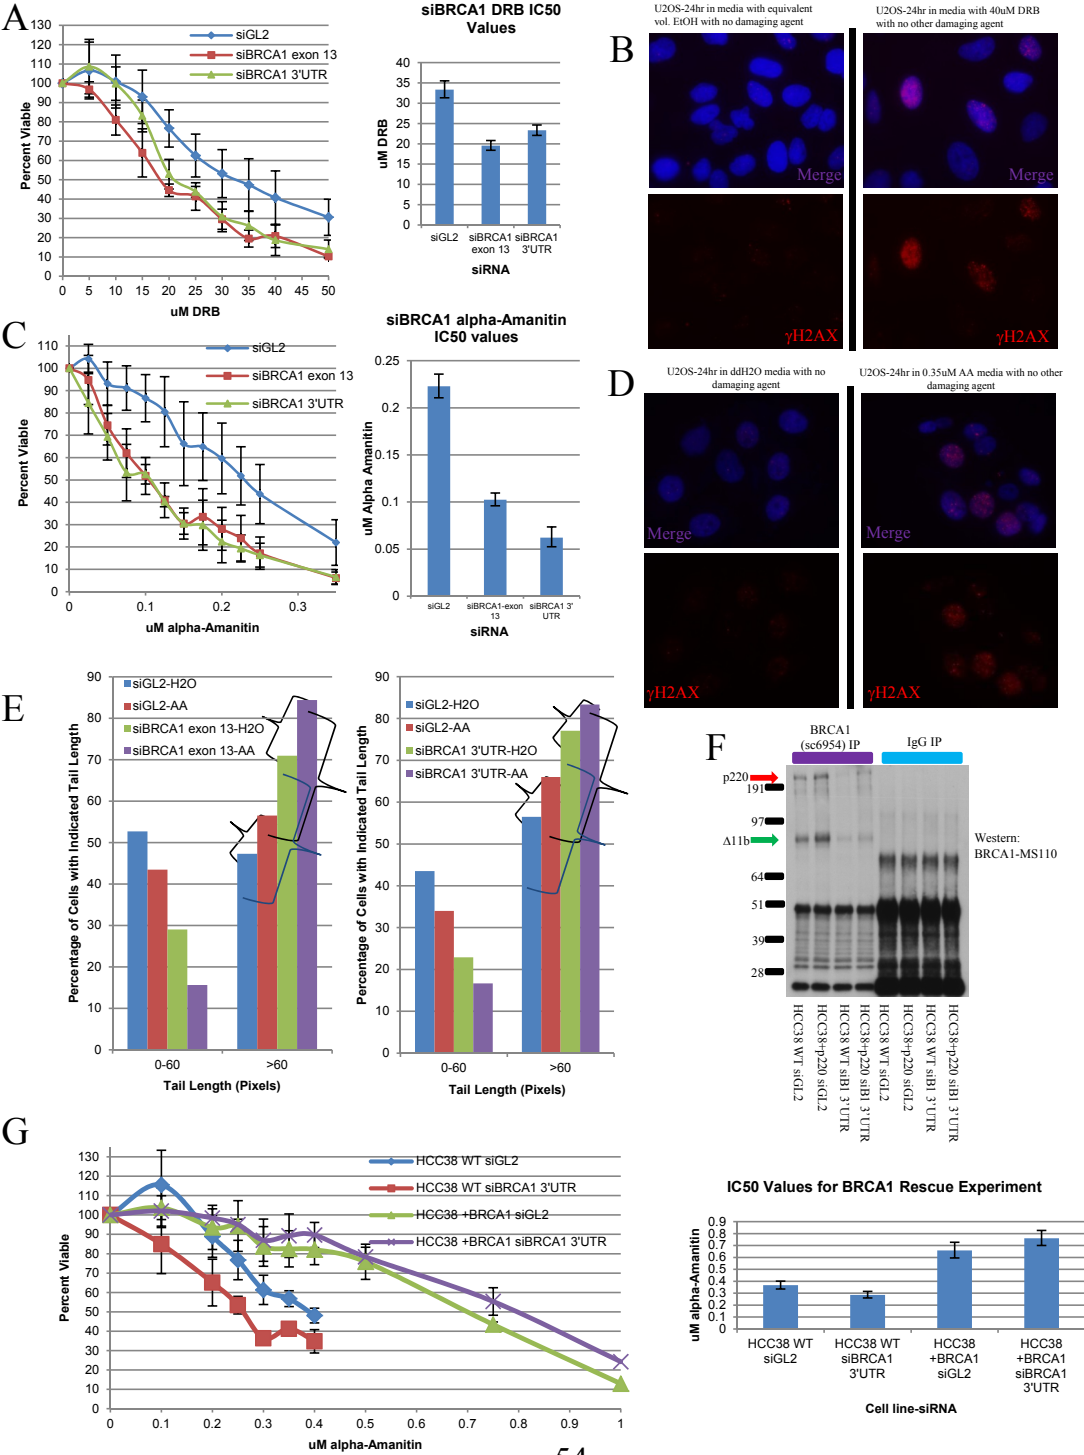 A
130
120
110
100
90
80
70
60
50
40
30
20
10
0
Percent Viable
siGL2
siBRCA1 exon 13
siBRCA1 3'UTR
0 5 10 15 20 25 30 35 40 45 50
uM DRB
siBRCA1 DRB IC50
Values
40
35
30
25
20
15
10
5
0
uM DRB
siGL2 siBRCA1 siBRCA1
exon 13 3'UTR
siRNA
B
U2OS-24hr in media with equivalent
vol. EtOH with no damaging agent
U2OS-24hr in media with 40uM DRB
with no other damaging agent
Merge
Merge
γH2AX
γH2AX
C
110
100
90
80
70
60
50
40
30
20
10
0
Percent Viable
siGL2
siBRCA1 exon 13
siBRCA1 3'UTR
0 0.1 0.2 0.3
uM alpha-Amanitin
siBRCA1 alpha-Amanitin
IC50 values
0.25
0.2
0.15
0.1
0.05
0
uM Alpha Amanitin
siGL2 siBRCA1-exon siBRCA1 3'
13 UTR
siRNA
D
U2OS-24hr in ddH2O media with no
damaging agent
U2OS-24hr in 0.35uM AA media with no other
damaging agent
Merge
Merge
γH2AX
γH2AX
E
90
80
70
60
50
40
30
20
10
0
Percentage of Cells with Indicated Tail Length
siGL2-H2O
siGL2-AA
siBRCA1 exon 13-H2O
siBRCA1 exon 13-AA
0-60 >60
Tail Length (Pixels)
90
80
70
60
50
40
30
20
10
0
Percentage of Cells with Indicated Tail Length
siGL2-H2O
siGL2-AA
siBRCA1 3'UTR-H2O
siBRCA1 3'UTR-AA
0-60 >60
Tail Length (Pixels)
F
BRCA1
(sc6954) IP
IgG IP
p220
191
97
Δ11b
64
51
39
28
Western:
BRCA1-MS110
HCC38 WT siGL2
HCC38+p220 siGL2
HCC38 WT siB1 3'UTR
HCC38+p220 siB1 3'UTR
HCC38 WT siGL2
HCC38+p220 siGL2
HCC38 WT siB1 3'UTR
HCC38+p220 siB1 3'UTR
G
130
120
110
100
90
80
70
60
50
40
30
20
10
0
Percent Viable
HCC38 WT siGL2
HCC38 WT siBRCA1 3'UTR
HCC38 +BRCA1 siGL2
HCC38 +BRCA1 siBRCA1 3'UTR
0 0.1 0.2 0.3 0.4 0.5 0.6 0.7 0.8 0.9 1
uM alpha-Amanitin
IC50 Values for BRCA1 Rescue Experiment
0.9
0.8
0.7
0.6
0.5
0.4
0.3
0.2
0.1
0
uM alpha-Amanitin
HCC38 WT HCC38 WT HCC38 HCC38
siGL2 siBRCA1 +BRCA1 +BRCA1
3'UTR siGL2 siBRCA1
3'UTR
Cell line-siRNA
54